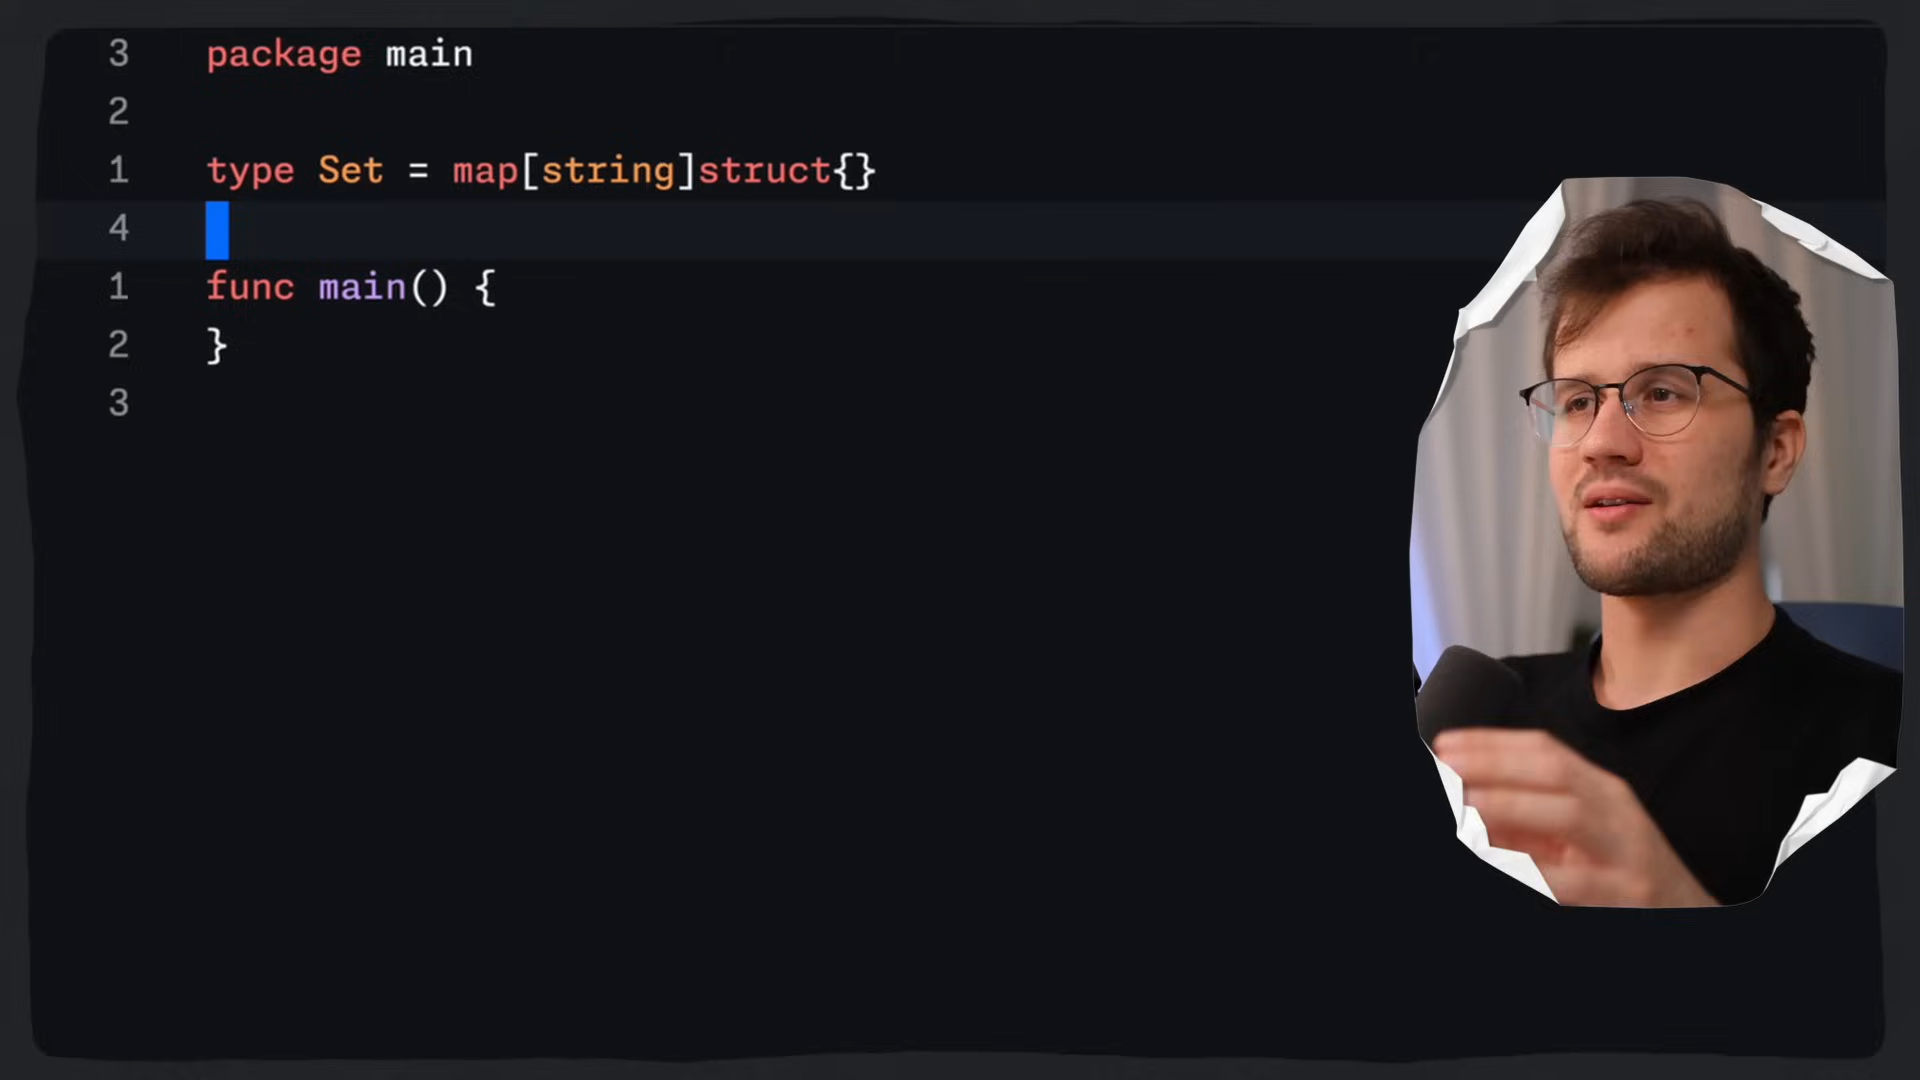 3 package main
2
1 type Set = map[string]struct{}
4
1 func main() {
2 }
3